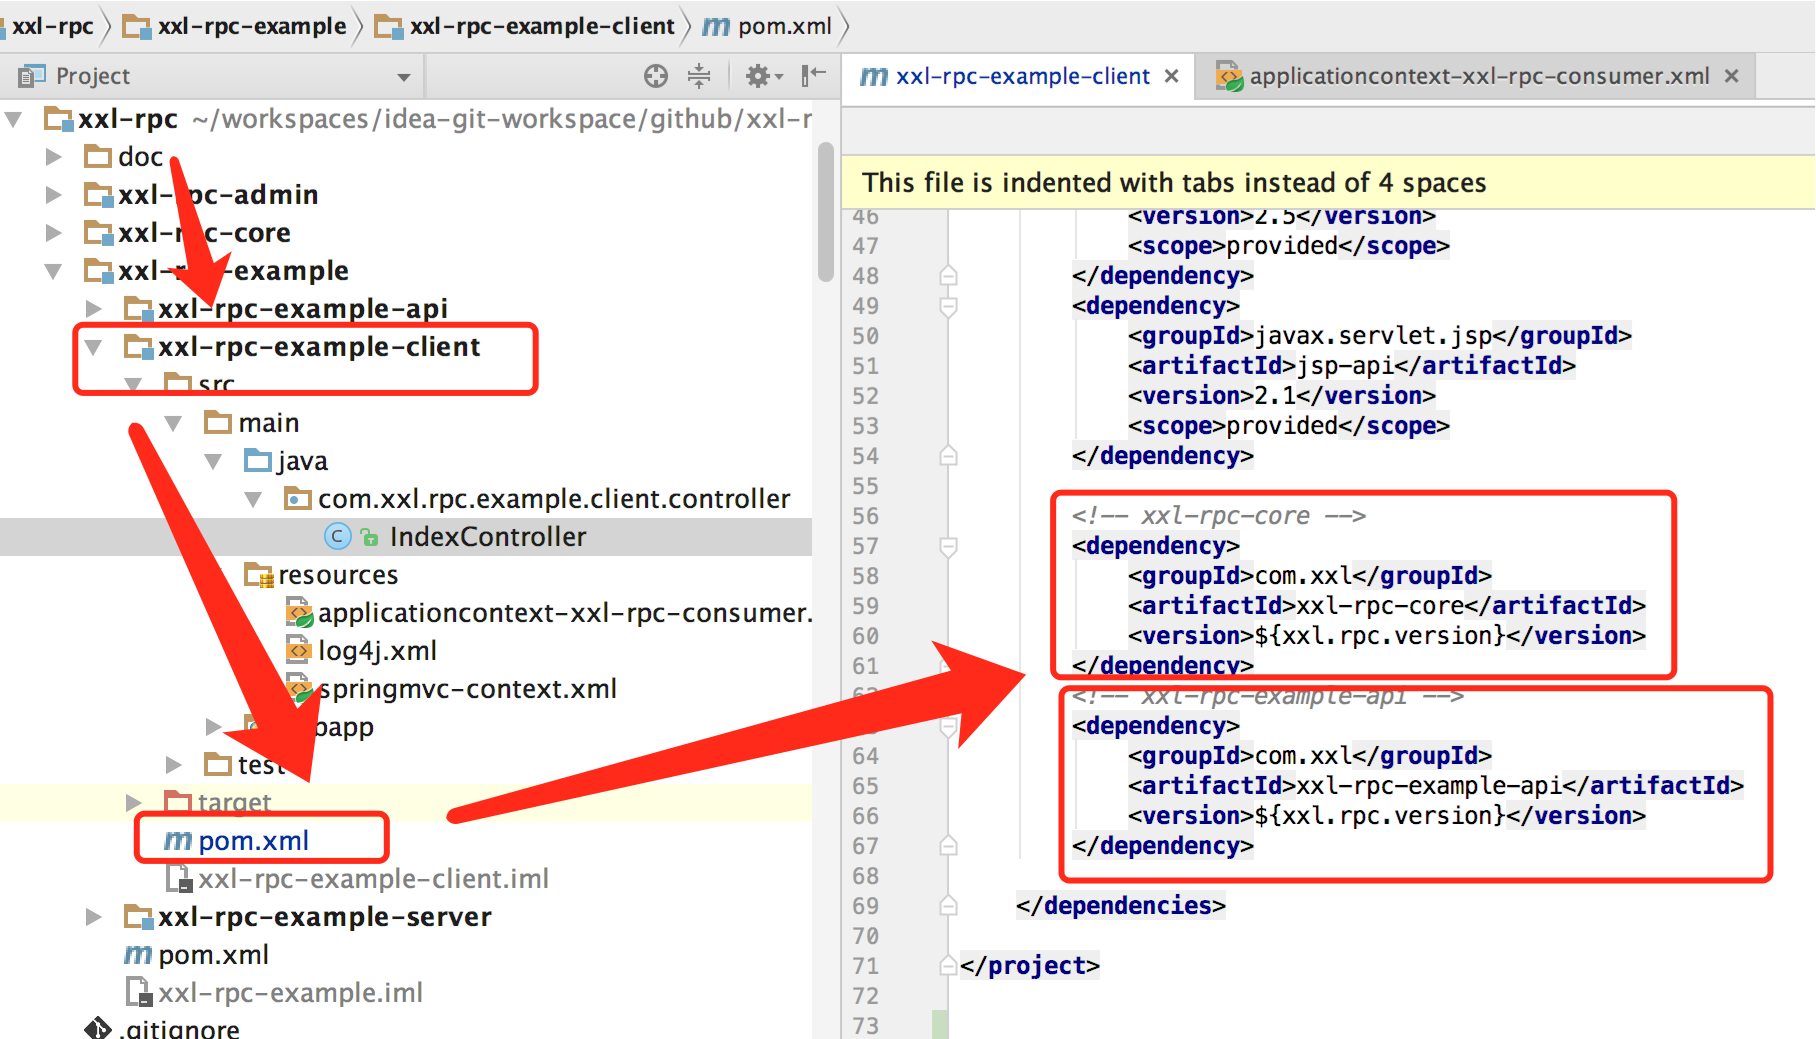 xxl-rpc xxl-rpc-example xxl-rpc-example-client pom.xml
Project
xxl-rpc ~/workspaces/idea-git-workspace/github/xxl-r
doc
xxl-rpc-admin
xxl-rpc-core
xxl-rpc-example
xxl-rpc-example-api
xxl-rpc-example-client
src
main
java
com.xxl.rpc.example.client.controller
IndexController
resources
applicationcontext-xxl-rpc-consumer.
log4j.xml
springmvc-context.xml
test
target
pom.xml
xxl-rpc-example-client.iml
xxl-rpc-example-server
pom.xml
xxl-rpc-example.iml
.gitignore
xxl-rpc-example-client applicationcontext-xxl-rpc-consumer.xml
This file is indented with tabs instead of 4 spaces
46 <version>2.5</version>
47 <scope>provided</scope>
48 </dependency>
49 <dependency>
50 <groupId>javax.servlet.jsp</groupId>
51 <artifactId>jsp-api</artifactId>
52 <version>2.1</version>
53 <scope>provided</scope>
54 </dependency>
55
56 <!-- xxl-rpc-core -->
57 <dependency>
58 <groupId>com.xxl</groupId>
59 <artifactId>xxl-rpc-core</artifactId>
60 <version>${xxl.rpc.version}</version>
61 </dependency>
<!-- xxl-rpc-example-api -->
<dependency>
64 <groupId>com.xxl</groupId>
65 <artifactId>xxl-rpc-example-api</artifactId>
66 <version>${xxl.rpc.version}</version>
67 </dependency>
68
69 </dependencies>
70
71 </project>
72
73